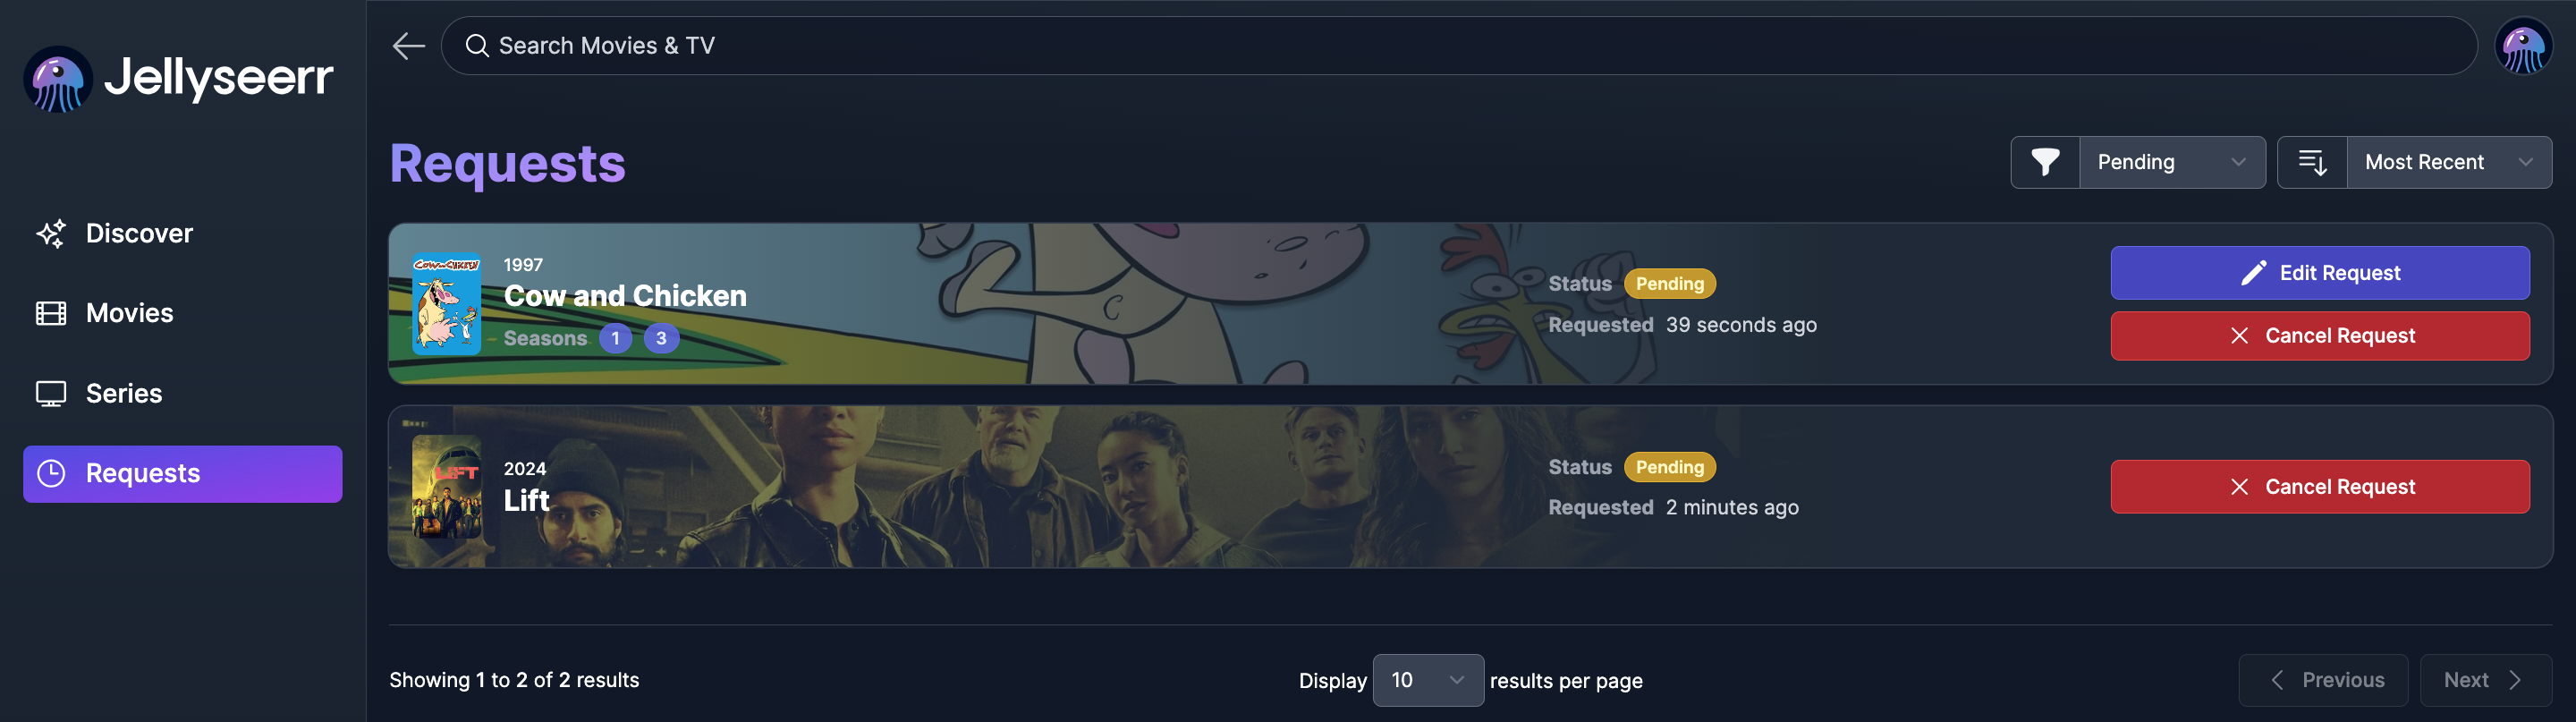 Jellyseerr
Discover
Movies
Series
Requests
Search Movies & TV
Requests
Pending
Most Recent
COW AND CHICKEN
1997
Cow and Chicken
Seasons 1 3
Status Pending
Requested 39 seconds ago
Edit Request
Cancel Request
LIFT
2024
Lift
Status Pending
Requested 2 minutes ago
Cancel Request
Showing 1 to 2 of 2 results
Display 10 results per page
Previous
Next